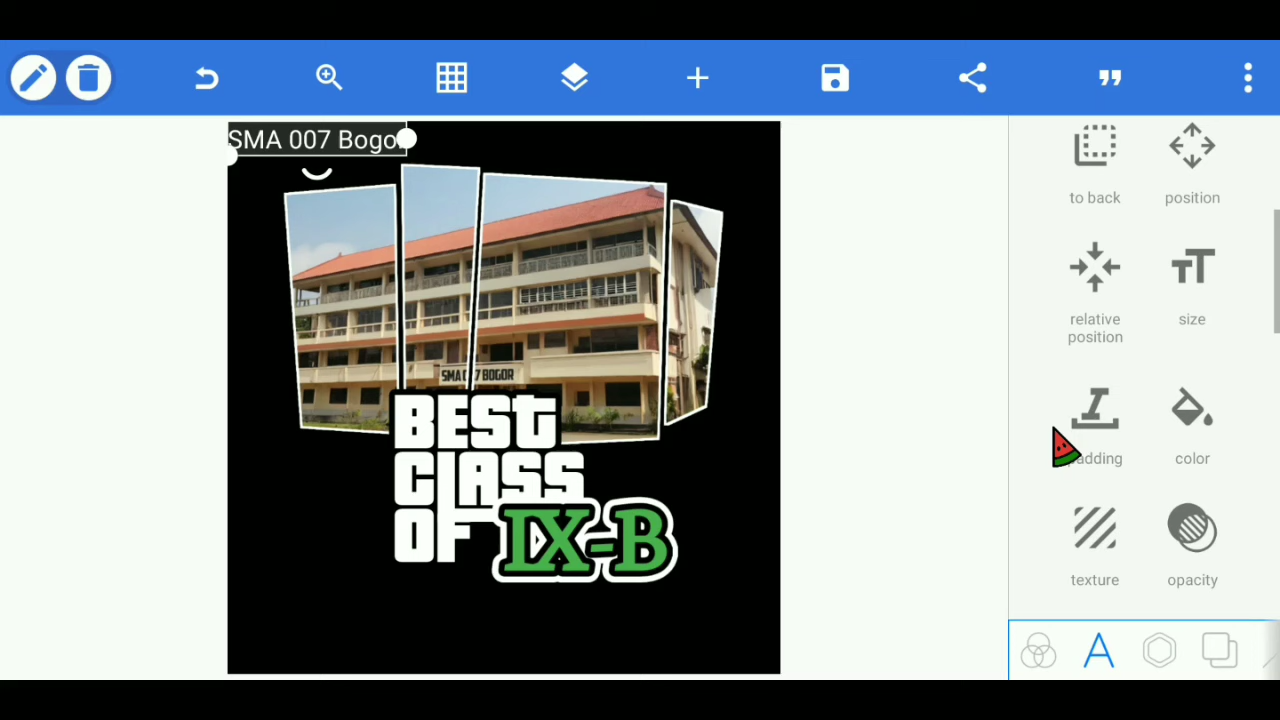 SMA 007 Bogor
to back
position
relative
position
size
SMA 007 BOGOR
BEST
CLASS
OF IX-B
padding
color
texture
opacity